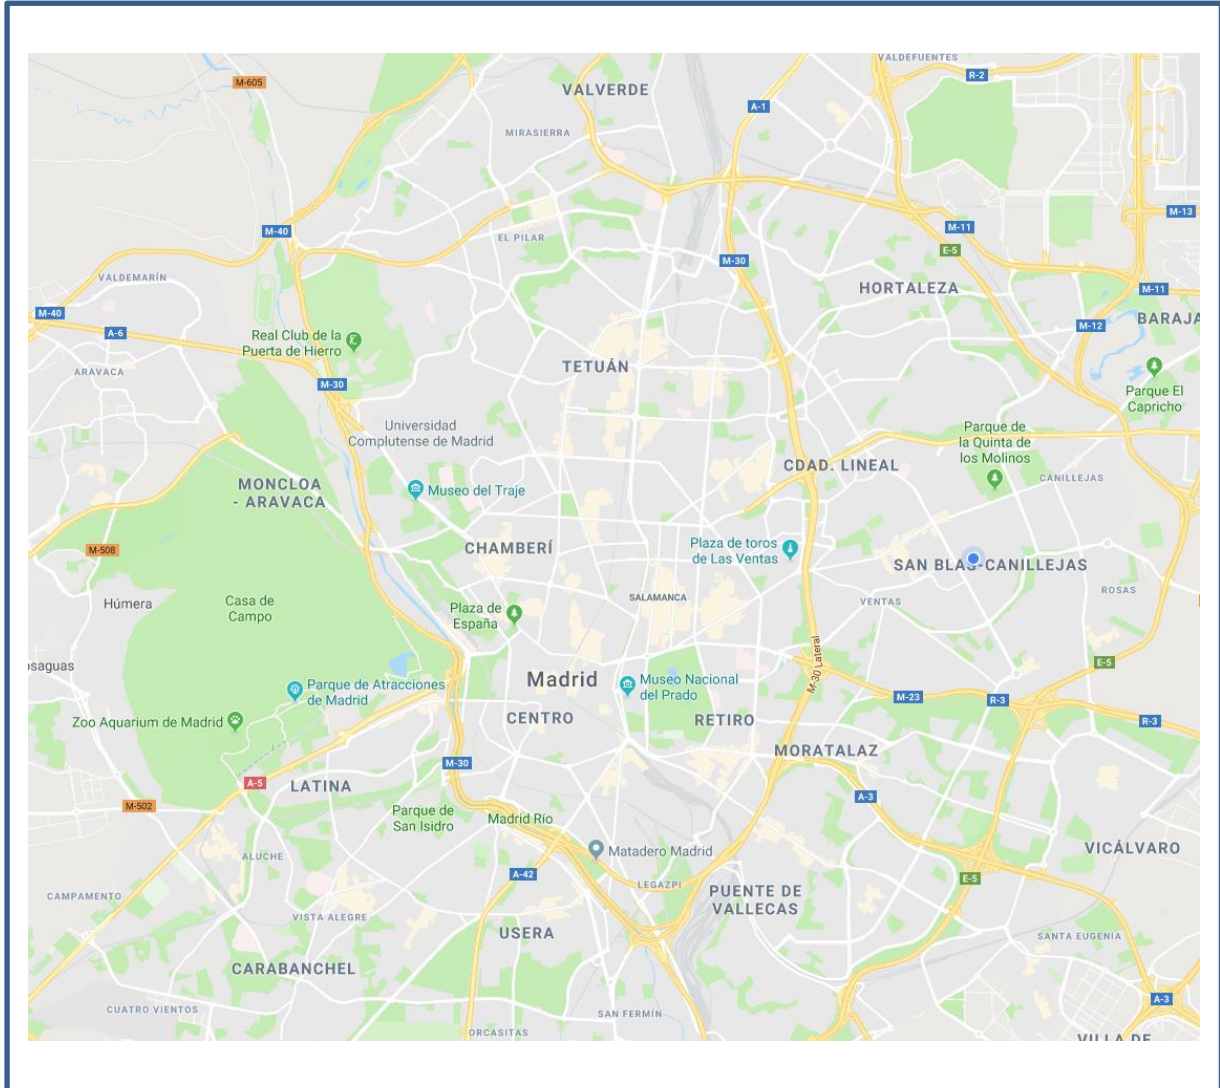 VALDEFUENTES
M-605
R-2
VALVERDE
A-1
MIRASIERRA
M-13
M-11
M-40
EL PILAR
E-5
M-30
VALDEMARÍN
HORTALEZA
M-11
M-40
BARAJA
M-12
A-6
Real Club de la
Puerta de Hierro
TETUÁN
ARAVACA
M-30
Parque El
Capricho
Universidad
Complutense de Madrid
Parque de
la Quinta de
los Molinos
CDAD. LINEAL
CANILLEJAS
MONCLOA
- ARAVACA
Museo del Traje
M-508
CHAMBERÍ
Plaza de toros
de Las Ventas
SAN BLAS-CANILLEJAS
ROSAS
Húmera
Casa de
Campo
SALAMANCA
VENTAS
Plaza de
España
osaguas
M-30 Lateral
E-5
Madrid
Parque de Atracciones
de Madrid
Museo Nacional
del Prado
M-23
R-3
Zoo Aquarium de Madrid
CENTRO
RETIRO
R-3
MORATALAZ
M-30
A-5
LATINA
A-3
M-502
Parque de
San Isidro
Madrid Río
Matadero Madrid
VICÁLVARO
ALUCHE
A-42
LEGAZPI
E-5
CAMPAMENTO
PUENTE DE
VALLECAS
VISTA ALEGRE
USERA
SANTA EUGENIA
CARABANCHEL
A-3
CUATRO VIENTOS
SAN FERMÍN
ORCASITAS
VILLA DE